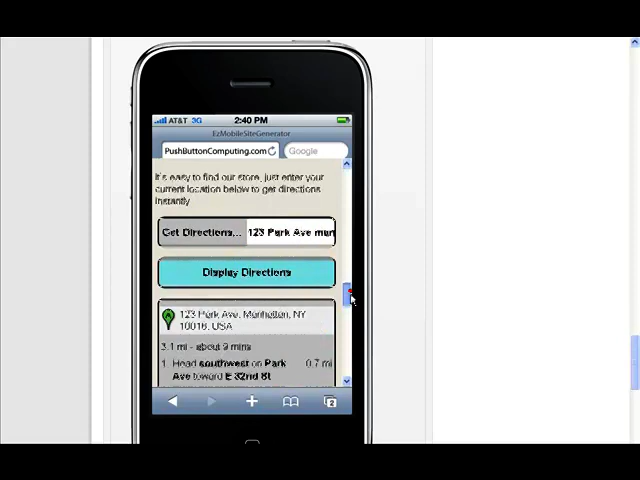 AT&T 3G 2:40 PM
EzMobileSiteGenerator
PushButtonComputing.com Google
It's easy to find our store, just enter your
current location below to get directions
instantly
Get Directions... 123 Park Ave man
Display Directions
123 Park Ave, Manhattan, NY
10016, USA
3.1 mi - about 9 mins
1. Head southwest on Park 0.7 mi
Ave toward E 32nd St
2